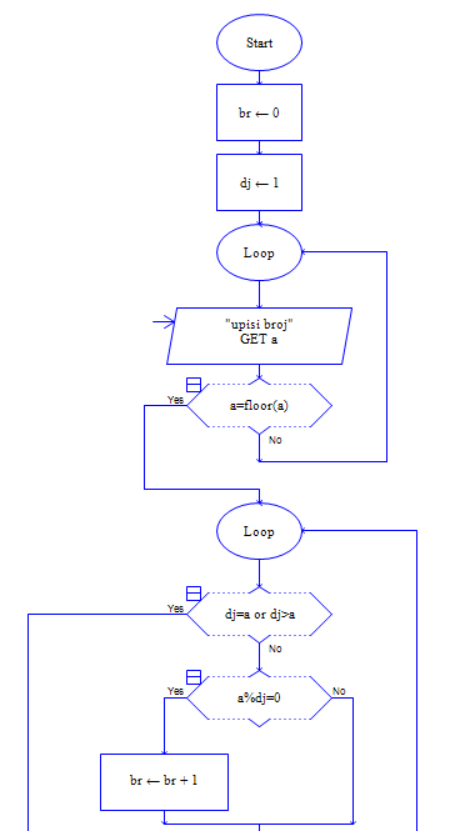 Start
br ← 0
dj ← 1
Loop
"upisi broj"
GET a
Yes
a=floor(a)
No
Loop
Yes
dj=a or dj>a
No
Yes
a%dj=0
No
br ← br + 1